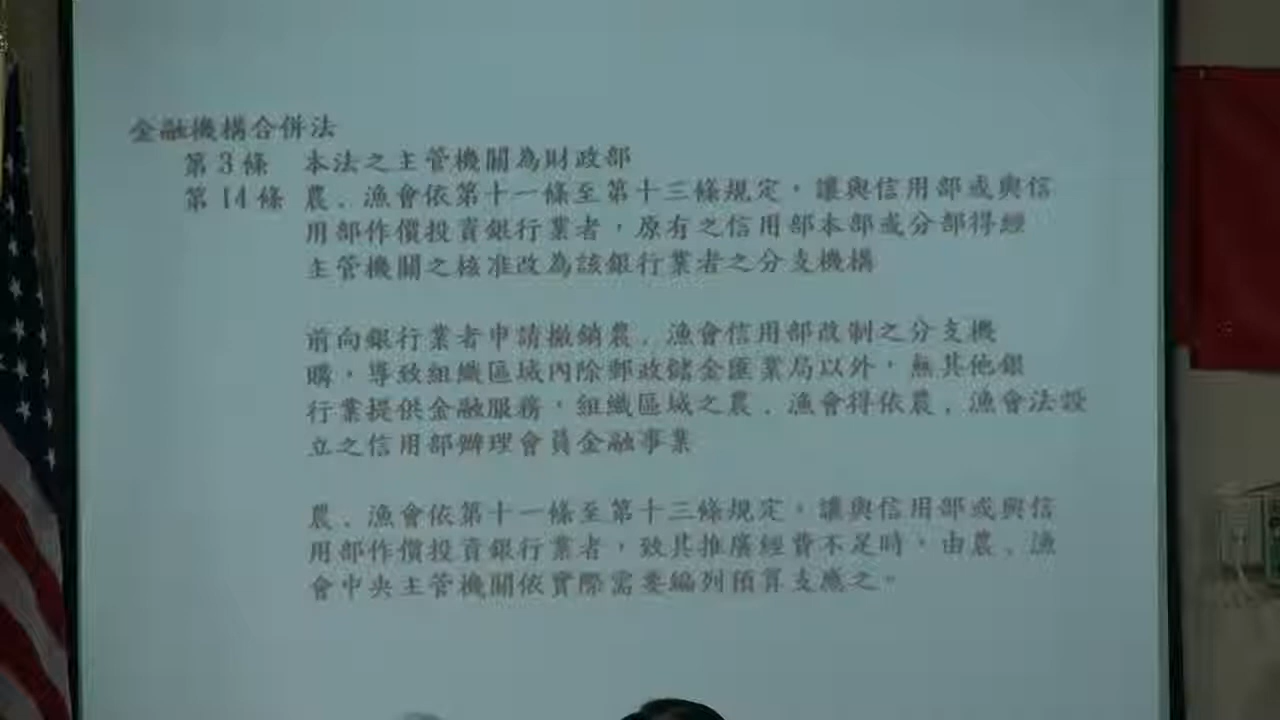 金融機構合併法
第3條 本法之主管機關為財政部
第14條 農、漁會依第十一條至第十三條規定，讓與信用部或與信
用部作價投資銀行業者，原有之信用部本部或分部得經
主管機關之核准改為該銀行業者之分支機構
前向銀行業者申請撤銷農、漁會信用部改制之分支機
購，導致組織區域內除郵政儲金匯業局以外，無其他銀
行業提供金融服務，組織區域之農、漁會得依農、漁會法設
立之信用部辦理會員金融事業
農、漁會依第十一條至第十三條規定，讓與信用部或與信
用部作價投資銀行業者，致其推廣經費不足時，由農、漁
會中央主管機關依實際需要編列預算支應之。